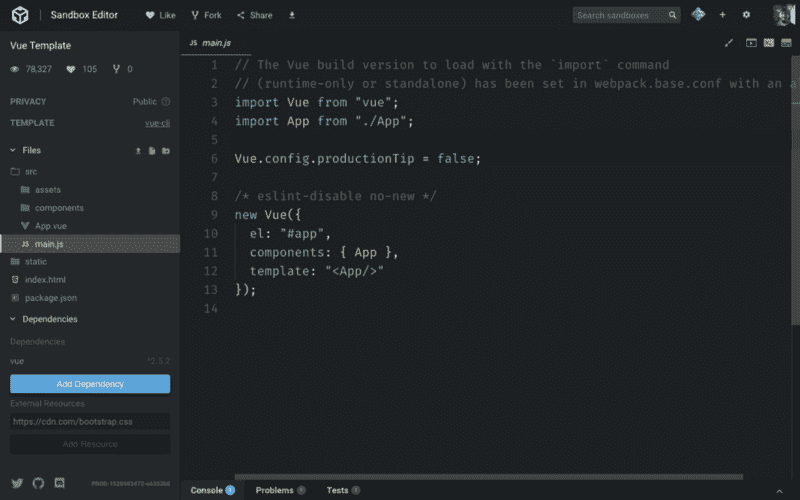 Sandbox Editor
Like
Fork
Share
Search sandboxes
Vue Template
78,327
105
0
PRIVACY
Public
TEMPLATE
vue-cli
Files
src
assets
components
App.vue
main.js
static
index.html
package.json
Dependencies
Dependencies
vue
^2.5.2
Add Dependency
External Resources
https://cdn.com/bootstrap.css
Add Resource
JS main.js
1 // The Vue build version to load with the `import` command
2 // (runtime-only or standalone) has been set in webpack.base.conf with an a
3 import Vue from "vue";
4 import App from "./App";
5
6 Vue.config.productionTip = false;
7
8 /* eslint-disable no-new */
9 new Vue({
10 el: "#app",
11 components: { App },
12 template: "<App/>"
13 });
14
Console 1
Problems
Tests